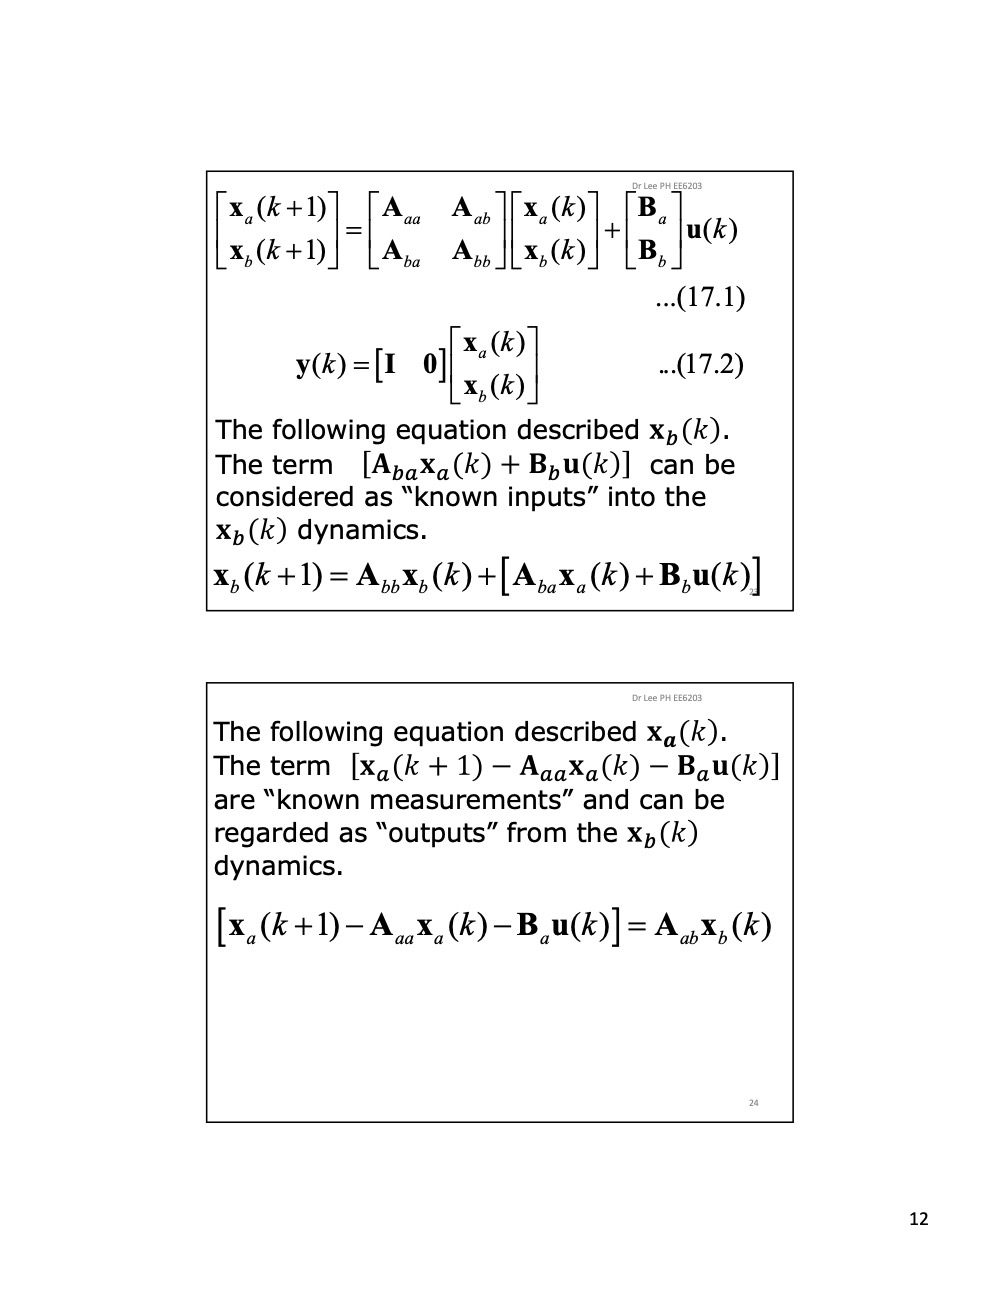 Dr Lee PH EE6203
[x_a(k+1); x_b(k+1)] = [A_aa A_ab; A_ba A_bb] [x_a(k); x_b(k)] + [B_a; B_b] u(k)
...(17.1)
y(k) = [I 0] [x_a(k); x_b(k)] ...(17.2)
The following equation described x_b(k).
The term [A_ba x_a(k) + B_b u(k)] can be
considered as “known inputs” into the
x_b(k) dynamics.
x_b(k+1) = A_bb x_b(k) + [A_ba x_a(k) + B_b u(k)]
Dr Lee PH EE6203
The following equation described x_a(k).
The term [x_a(k + 1) − A_aa x_a(k) − B_a u(k)]
are “known measurements” and can be
regarded as “outputs” from the x_b(k)
dynamics.
[x_a(k+1) − A_aa x_a(k) − B_a u(k)] = A_ab x_b(k)
24
12